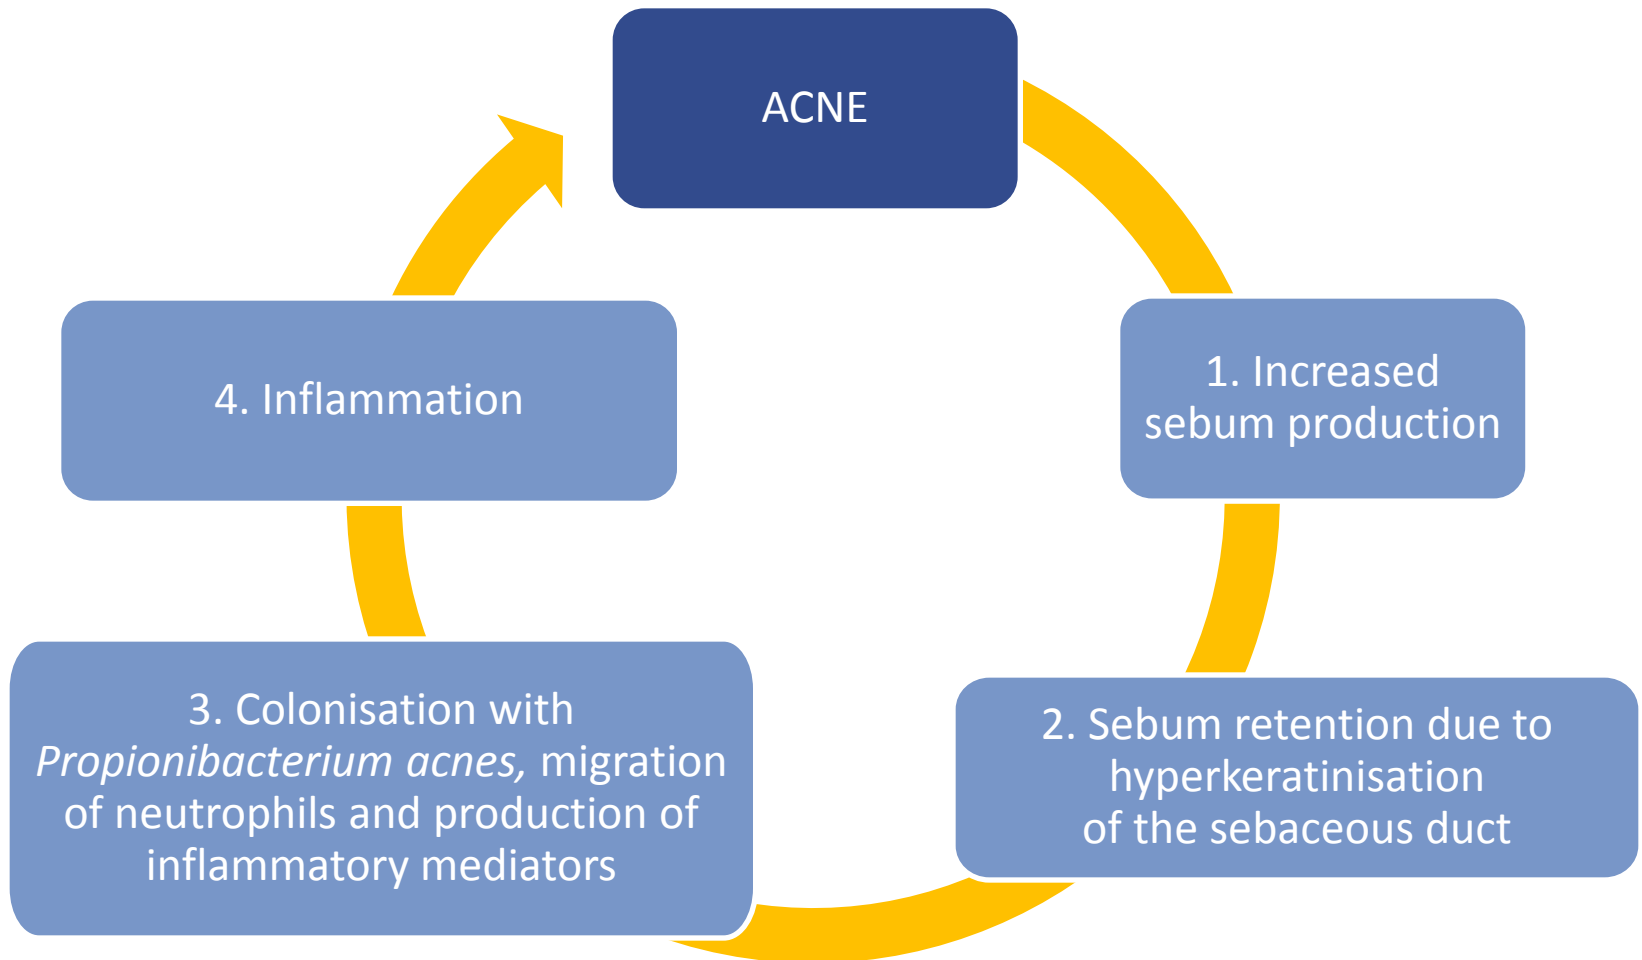 ACNE
1. Increased
sebum production
2. Sebum retention due to
hyperkeratinisation
of the sebaceous duct
3. Colonisation with
Propionibacterium acnes, migration
of neutrophils and production of
inflammatory mediators
4. Inflammation